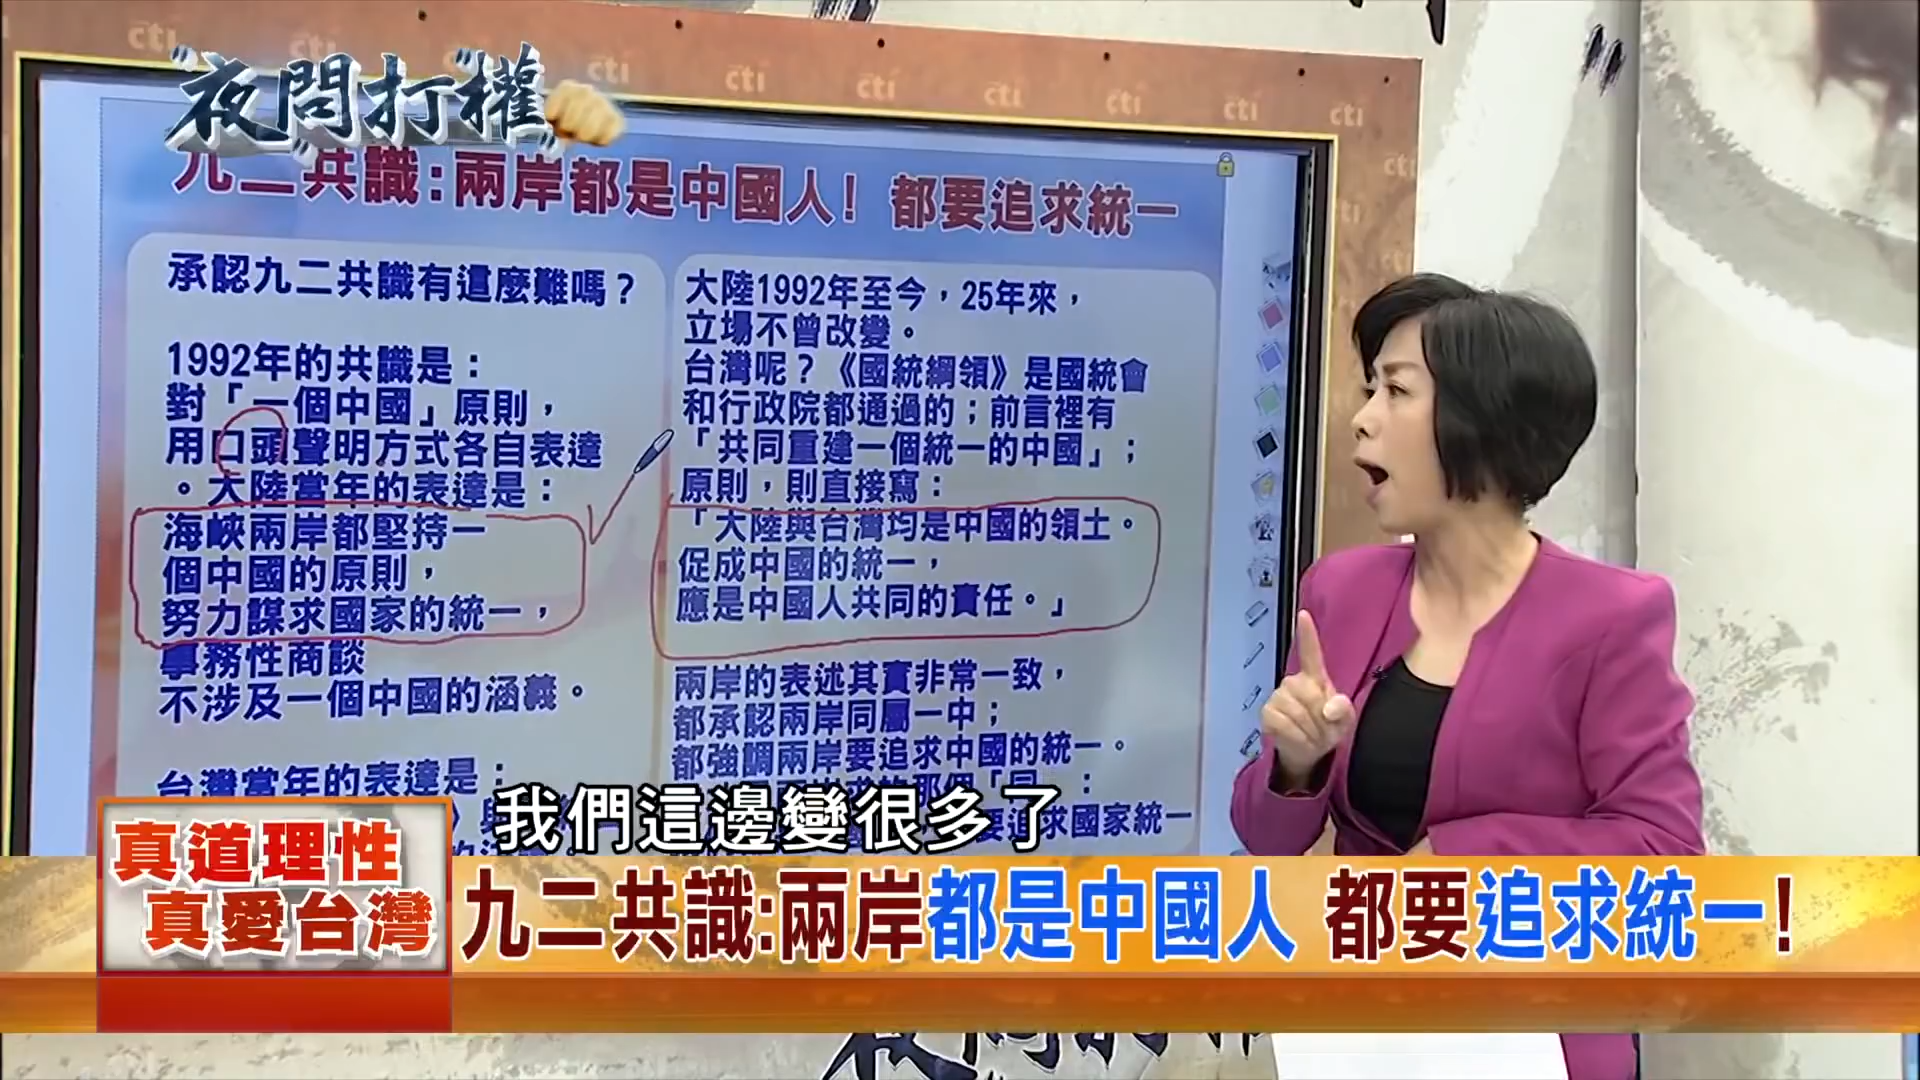 "夜問打權"
九二共識：兩岸都是中國人！ 都要追求統一
承認九二共識有這麼難嗎？
1992年的共識是：
對「一個中國」原則，
用口頭聲明方式各自表達
。大陸當年的表達是：
海峽兩岸都堅持一
個中國的原則，
努力謀求國家的統一，
事務性商談
不涉及一個中國的涵義。
台灣當年的表達是：
大陸1992年至今，25年來，
立場不曾改變。
台灣呢？《國統綱領》是國統會
和行政院都通過的；前言裡有
「共同重建一個統一的中國」；
原則，則直接寫：
「大陸與台灣均是中國的領土。
促成中國的統一，
應是中國人共同的責任。」
兩岸的表述其實非常一致，
都承認兩岸同屬一中；
都強調兩岸要追求中國的統一。
追求國家統一
我們這邊變很多了
真道理性
真愛台灣
九二共識:兩岸都是中國人 都要追求統一!
cti
cti
cti
cti
cti
cti
cti
cti